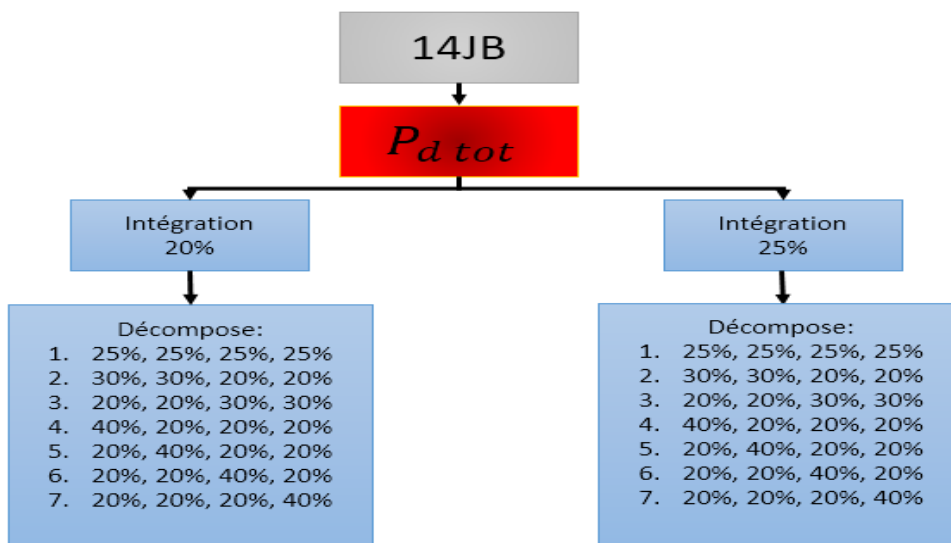 14JB
P_{d tot}
Intégration
20%
Intégration
25%
Décompose:
1. 25%, 25%, 25%, 25%
2. 30%, 30%, 20%, 20%
3. 20%, 20%, 30%, 30%
4. 40%, 20%, 20%, 20%
5. 20%, 40%, 20%, 20%
6. 20%, 20%, 40%, 20%
7. 20%, 20%, 20%, 40%
Décompose:
1. 25%, 25%, 25%, 25%
2. 30%, 30%, 20%, 20%
3. 20%, 20%, 30%, 30%
4. 40%, 20%, 20%, 20%
5. 20%, 40%, 20%, 20%
6. 20%, 20%, 40%, 20%
7. 20%, 20%, 20%, 40%